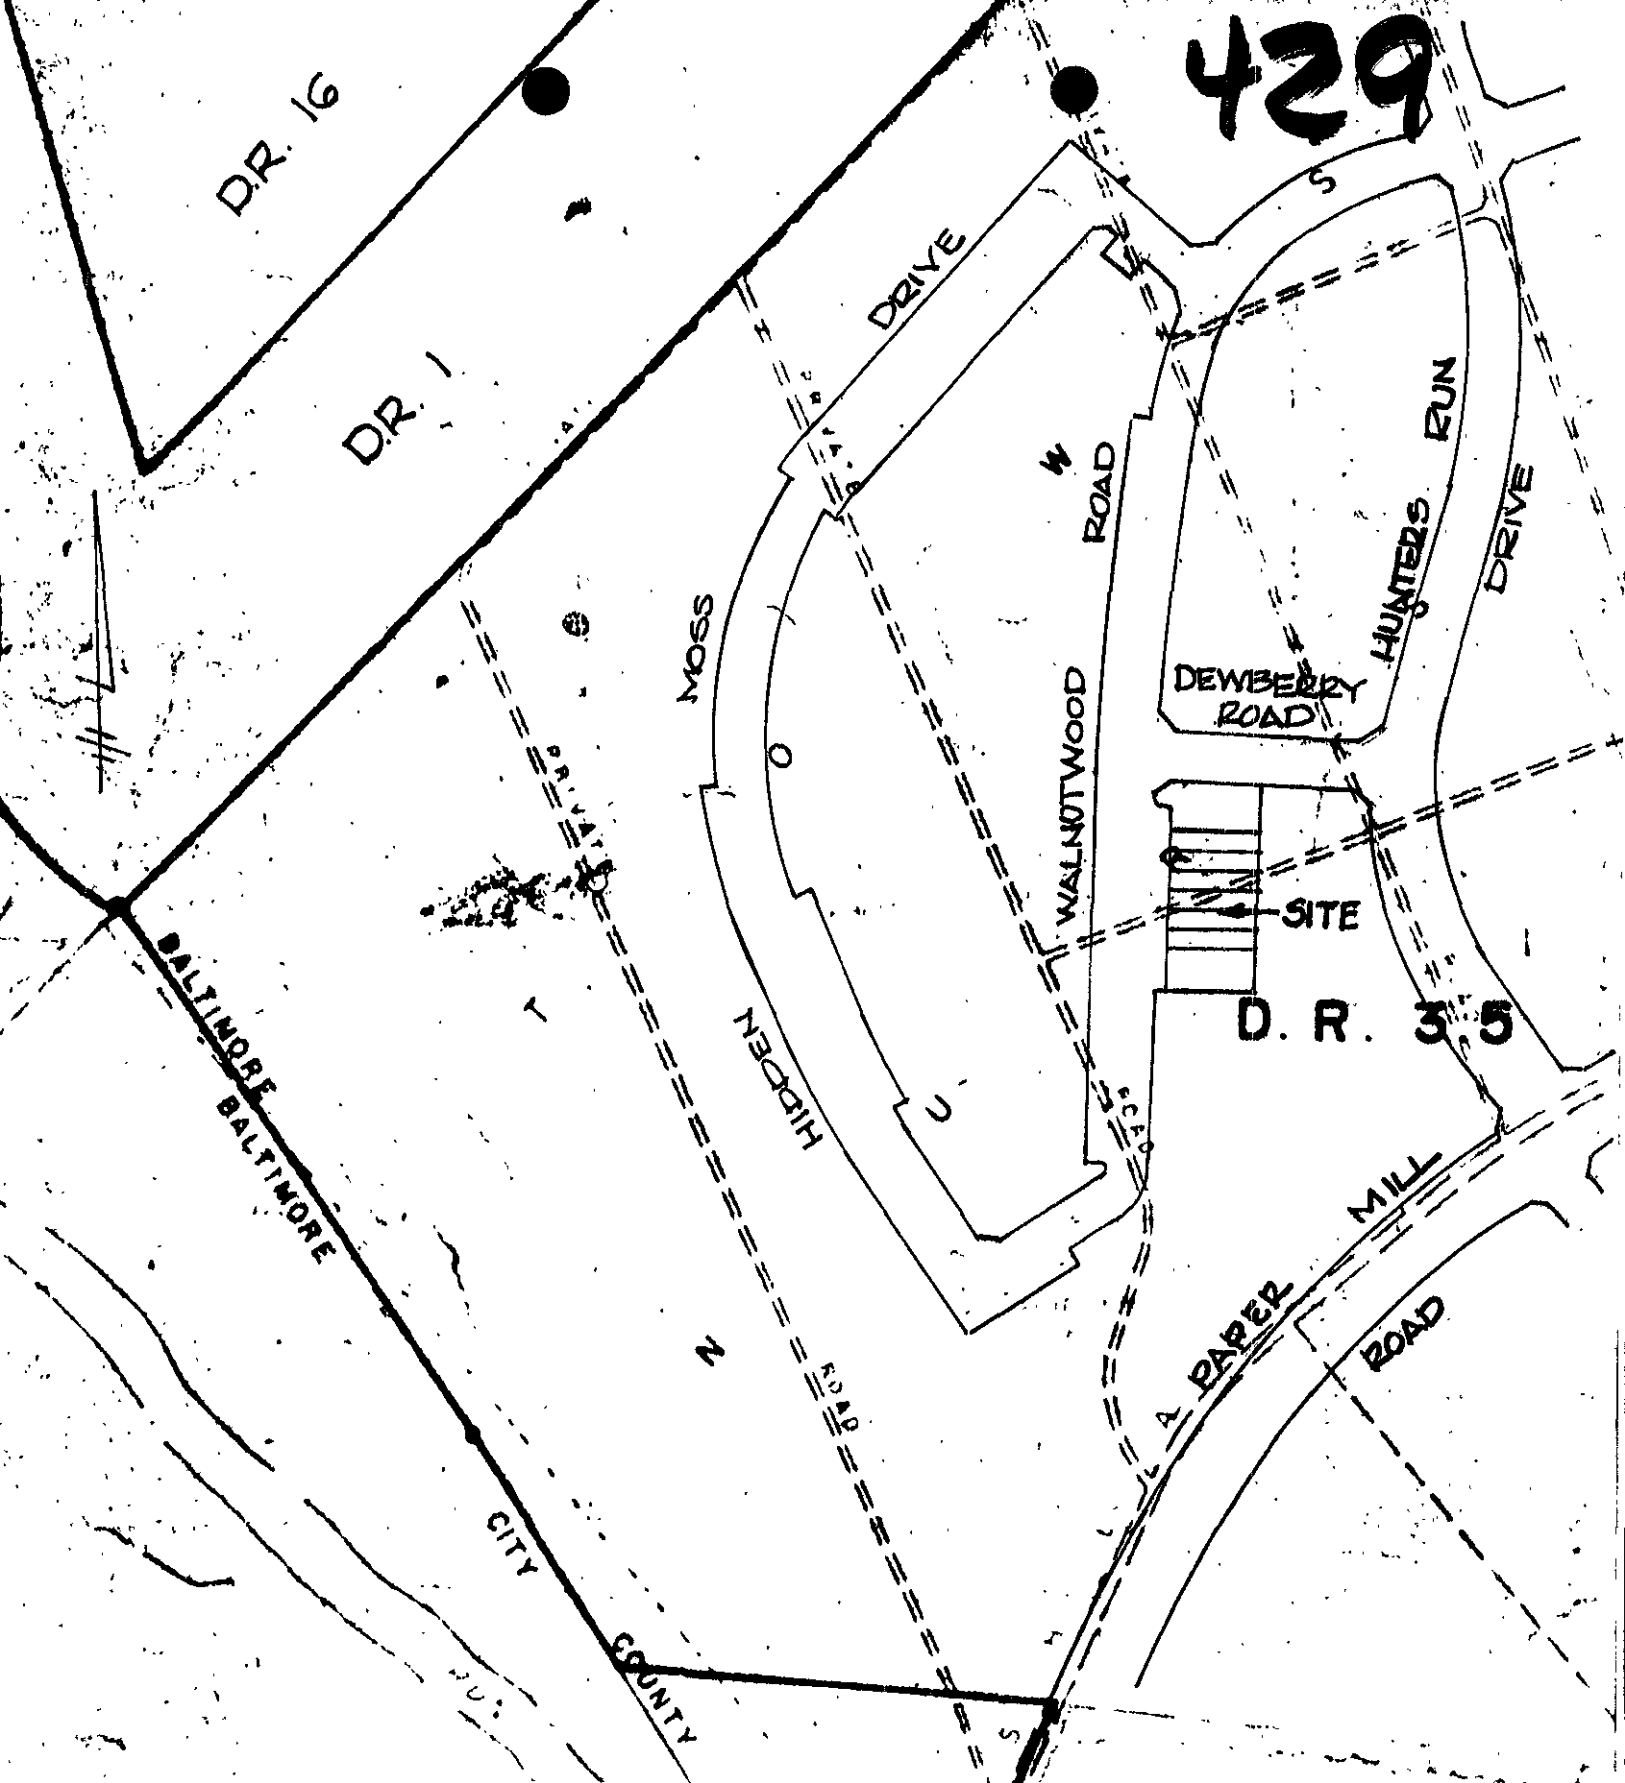 429
D.R. 16
D.R. 1
DRIVE
S
W
ROAD
RUN
HUNTERS
DRIVE
MOSS
DEWBERRY
ROAD
WALNUTWOOD
O
SITE
D. R. 3.5
HIDDEN
T
U
N
BALTIMORE
BALTIMORE
MILL
PAPER
ROAD
ROAD
CITY
COUNTY